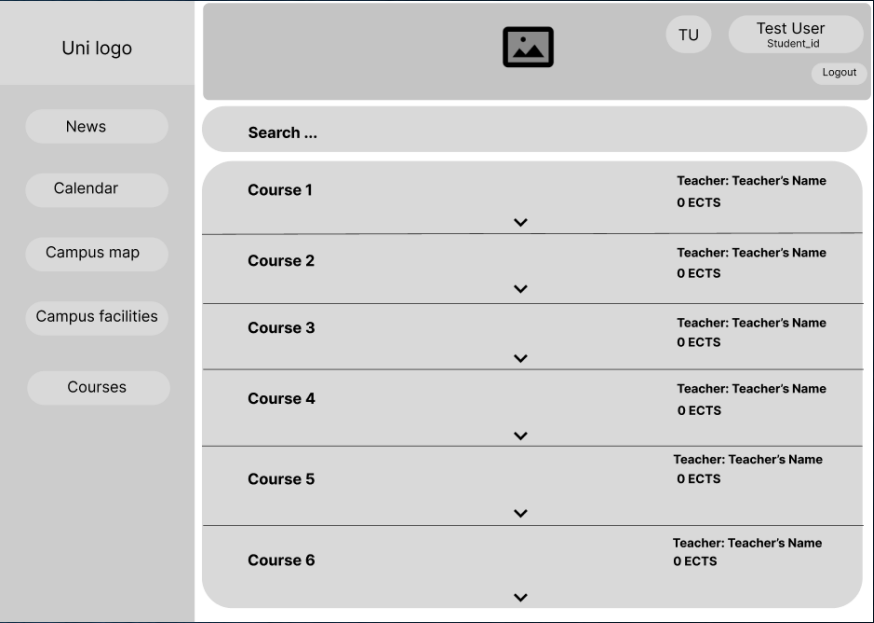 Uni logo
TU
Test User
Student_id
Logout
News
Calendar
Campus map
Campus facilities
Courses
Search ...
Course 1
Teacher: Teacher’s Name
0 ECTS
Course 2
Teacher: Teacher’s Name
0 ECTS
Course 3
Teacher: Teacher’s Name
0 ECTS
Course 4
Teacher: Teacher’s Name
0 ECTS
Course 5
Teacher: Teacher’s Name
0 ECTS
Course 6
Teacher: Teacher’s Name
0 ECTS